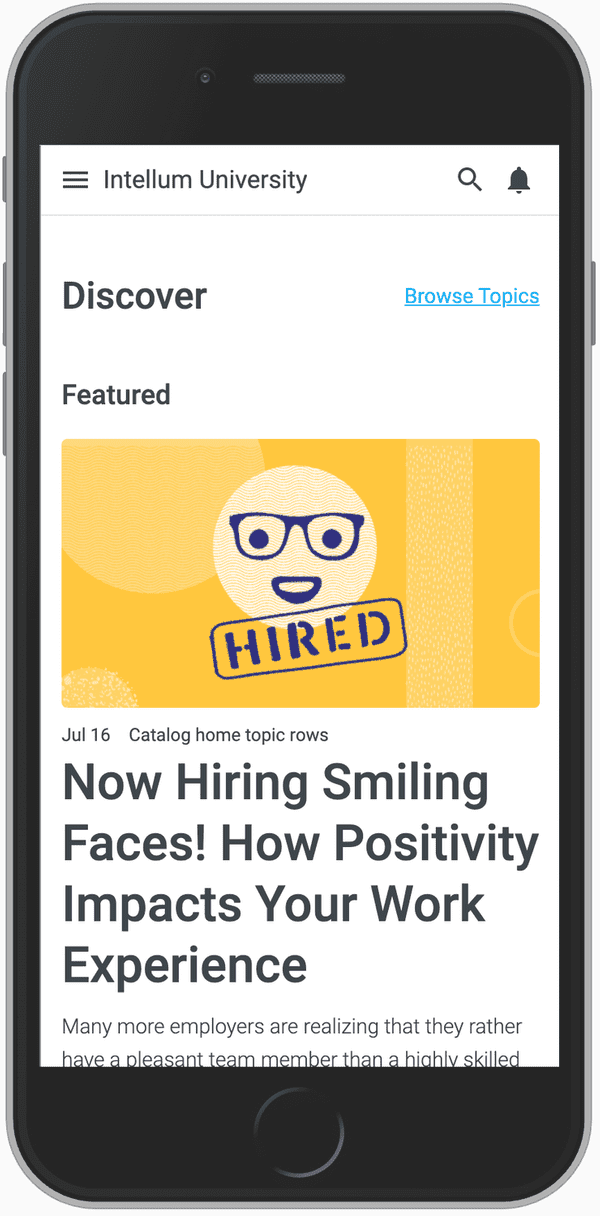 Intellum University
Discover
Browse Topics
Featured
HIRED
Jul 16 Catalog home topic rows
Now Hiring Smiling
Faces! How Positivity
Impacts Your Work
Experience
Many more employers are realizing that they rather
have a pleasant team member than a highly skilled